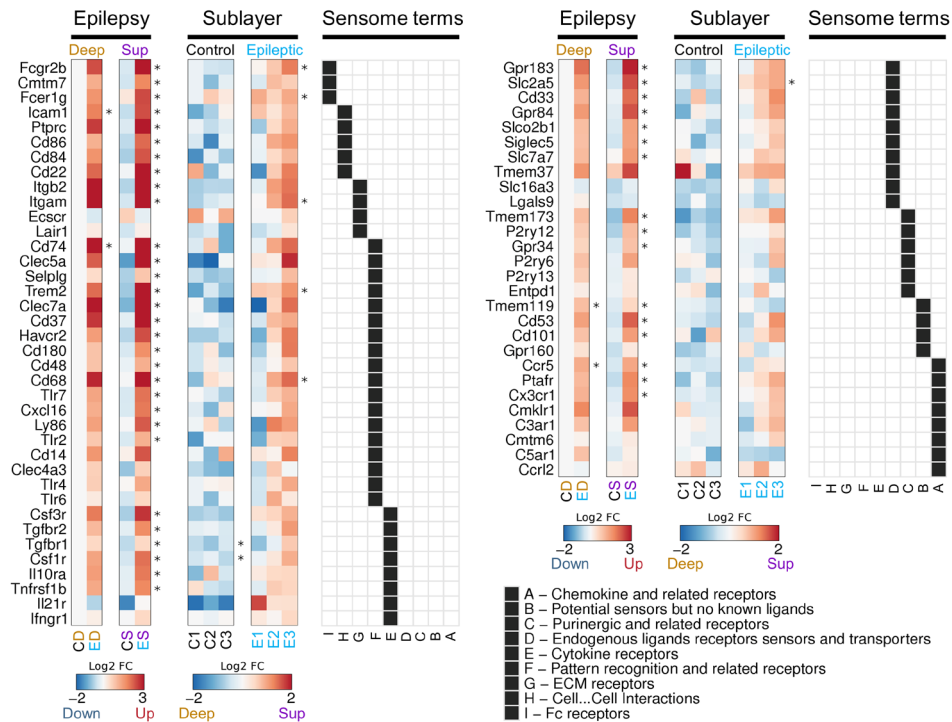 Epilepsy Sublayer Sensome terms
Deep Sup Control Epileptic
Fcgr2b *
Cmtm7 *
Fcer1g *
Icam1 *
Ptprc *
Cd86 *
Cd84 *
Cd22 *
Itgb2 *
Itgam *
Ecscr
Lair1
Cd74 *
Clec5a *
Selplg *
Trem2 *
Clec7a *
Cd37 *
Havcr2 *
Cd180 *
Cd48 *
Cd68 *
Tlr7 *
Cxcl16 *
Ly86 *
Tlr2 *
Cd14
Clec4a3
Tlr4
Tlr6
Csf3r *
Tgfbr2 *
Tgfbr1 *
Csf1r *
Il10ra *
Tnfrsf1b *
Il21r
Ifngr1
CD ED CS ES C1 C2 C3 E1 E2 E3 I H G F E D C B A
Log2 FC
-2 3
Down Up
Log2 FC
-2 2
Deep Sup
Epilepsy Sublayer Sensome terms
Deep Sup Control Epileptic
Gpr183 *
Slc2a5 *
Cd33 *
Gpr84 *
Slco2b1 *
Siglec5 *
Slc7a7 *
Tmem37
Slc16a3
Lgals9
Tmem173 *
P2ry12 *
Gpr34 *
P2ry6
P2ry13
Entpd1
Tmem119 *
Cd53 *
Cd101 *
Gpr160
Ccr5 *
Ptafr *
Cx3cr1 *
Cmklr1
C3ar1
Cmtm6
C5ar1
Ccrl2
CD ED CS ES C1 C2 C3 E1 E2 E3 I H G F E D C B A
Log2 FC
-2 3
Down Up
Log2 FC
-2 2
Deep Sup
A – Chemokine and related receptors
B – Potential sensors but no known ligands
C – Purinergic and related receptors
D – Endogenous ligands receptors sensors and transporters
E – Cytokine receptors
F – Pattern recognition and related receptors
G – ECM receptors
H – Cell...Cell Interactions
I – Fc receptors